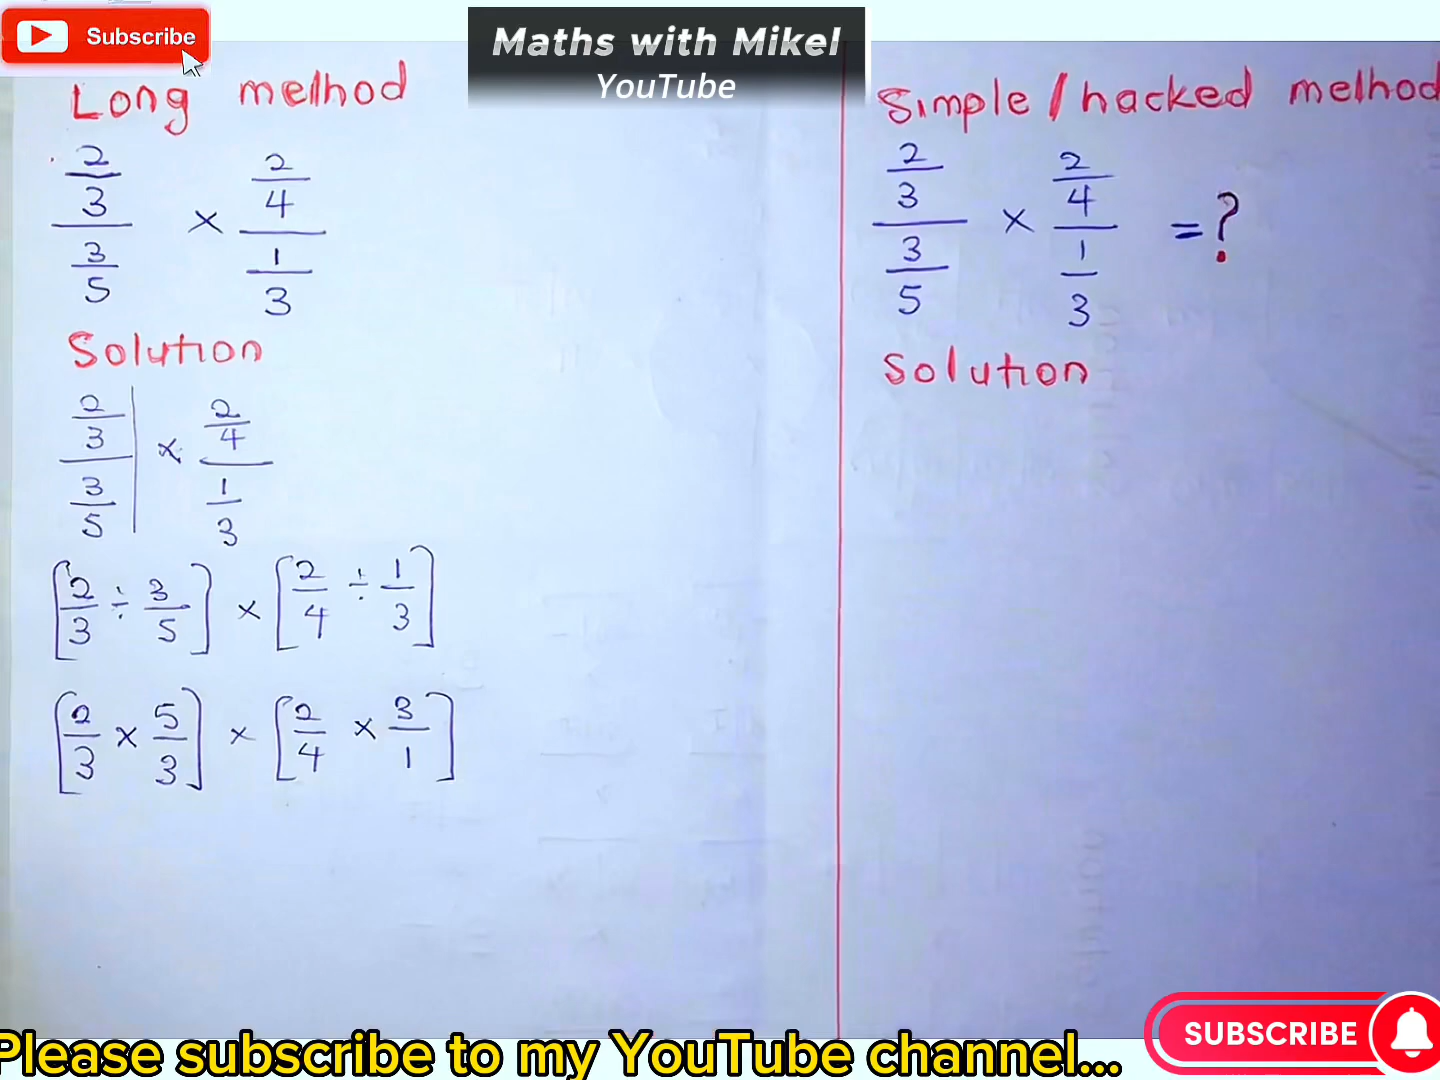 Subscribe
Maths with Mikel
YouTube
Long method
2/3 / 3/5 × 2/4 / 1/3
Solution
2/3 / 3/5 × 2/4 / 1/3
[2/3 ÷ 3/5] × [2/4 ÷ 1/3]
[2/3 × 5/3] × [2/4 × 3/1]
Simple / hacked method
2/3 / 3/5 × 2/4 / 1/3 = ?
Solution
Please subscribe to my YouTube channel...
SUBSCRIBE